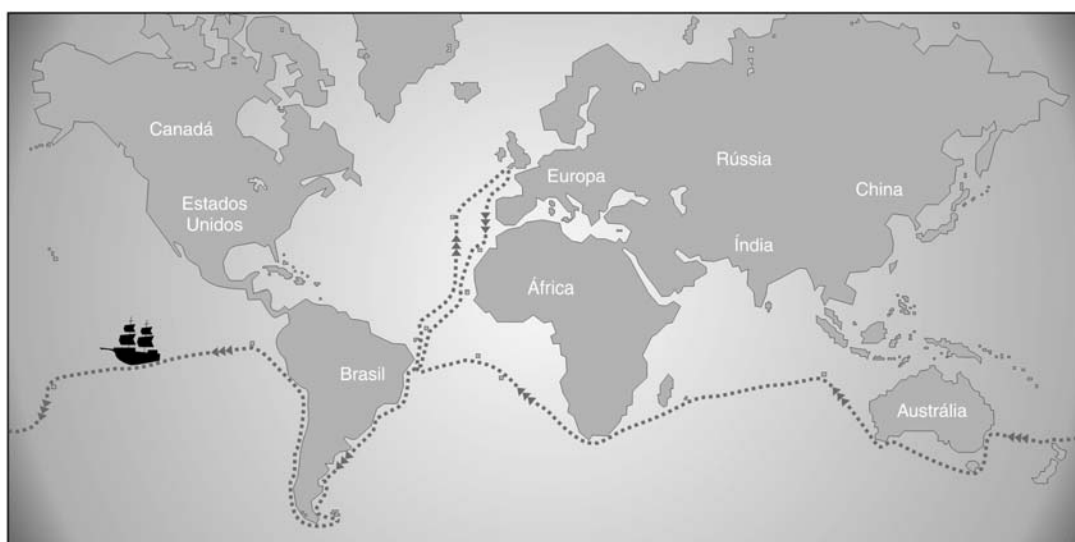 Canadá
Estados
Unidos
Europa
Rússia
China
Índia
África
Brasil
Austrália